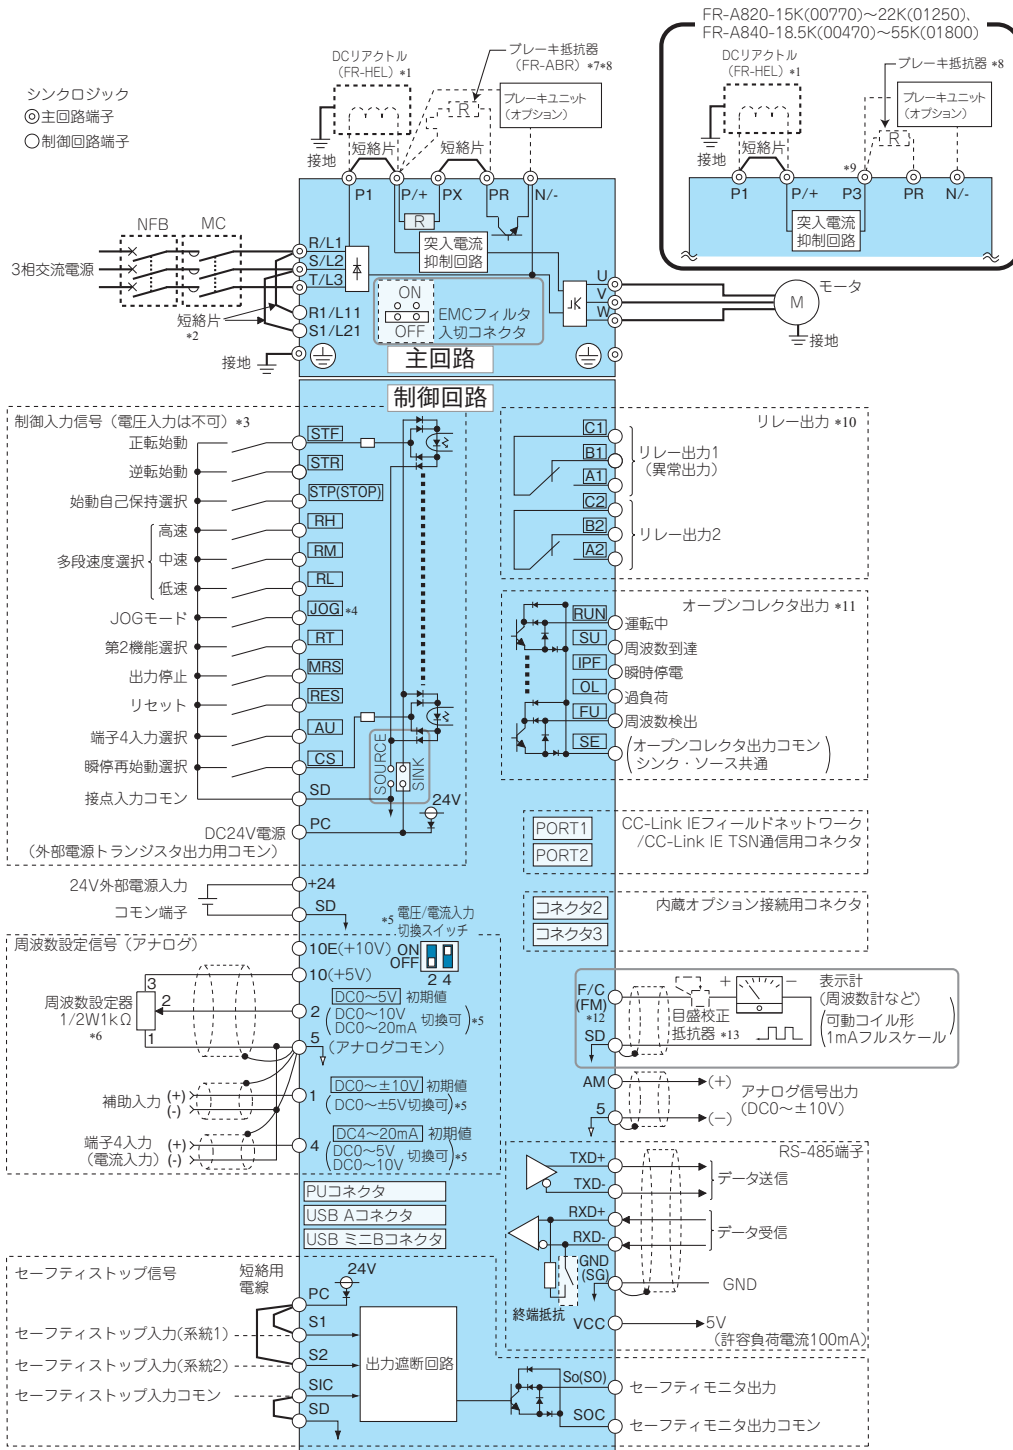 FR-A820-15K(00770)～22K(01250)、
FR-A840-18.5K(00470)～55K(01800)
シンクロジック
主回路端子
制御回路端子
DCリアクトル
(FR-HEL) *1
ブレーキ抵抗器
(FR-ABR) *7*8
ブレーキユニット
(オプション)
R
接地
短絡片
短絡片
P1
P/+
PX
PR
N/-
R
突入電流
抑制回路
DCリアクトル
(FR-HEL) *1
ブレーキ抵抗器 *8
ブレーキユニット
(オプション)
R
接地
短絡片
*9
P1
P/+
P3
PR
N/-
突入電流
抑制回路
NFB
MC
3相交流電源
R/L1
S/L2
T/L3
R1/L11
S1/L21
短絡片
*2
接地
ON
OFF
EMCフィルタ
入切コネクタ
U
V
W
モータ
M
接地
主回路
制御回路
制御入力信号（電圧入力は不可）*3
正転始動
STF
逆転始動
STR
始動自己保持選択
STP(STOP)
多段速度選択
高速
RH
中速
RM
低速
RL
JOGモード
JOG *4
第2機能選択
RT
出力停止
MRS
リセット
RES
端子4入力選択
AU
瞬停再始動選択
CS
接点入力コモン
SD
SOURCE
SINK
24V
DC24V電源
(外部電源トランジスタ出力用コモン)
PC
リレー出力 *10
C1
B1
A1
リレー出力1
(異常出力)
C2
B2
A2
リレー出力2
オープンコレクタ出力 *11
RUN
運転中
SU
周波数到達
IPF
瞬時停電
OL
過負荷
FU
周波数検出
SE
オープンコレクタ出力コモン
シンク・ソース共通
PORT1
PORT2
CC-Link IEフィールドネットワーク
/CC-Link IE TSN通信用コネクタ
24V外部電源入力
+24
コモン端子
SD
コネクタ2
コネクタ3
内蔵オプション接続用コネクタ
*5
電圧/電流入力
切換スイッチ
ON
OFF
2 4
周波数設定信号（アナログ）
10E(+10V)
10(+5V)
周波数設定器
1/2W1kΩ
*6
3
2
1
2
DC0～5V 初期値
DC0～10V
DC0～20mA 切換可 *5
5
(アナログコモン)
補助入力
(+)
(-)
1
DC0～±10V 初期値
DC0～±5V切換可 *5
端子4入力
(電流入力)
(+)
(-)
4
DC4～20mA 初期値
DC0～5V
DC0～10V 切換可 *5
F/C
(FM)
*12
SD
目盛校正
抵抗器 *13
+
−
表示計
(周波数計など)
可動コイル形
1mAフルスケール
AM
(+)
5
(−)
アナログ信号出力
(DC0～±10V)
RS-485端子
TXD+
TXD-
データ送信
RXD+
RXD-
データ受信
GND
(SG)
GND
終端抵抗
VCC
5V
(許容負荷電流100mA)
PUコネクタ
USB Aコネクタ
USB ミニBコネクタ
セーフティストップ信号
短絡用
電線
24V
PC
S1
セーフティストップ入力(系統1)
S2
セーフティストップ入力(系統2)
SIC
セーフティストップ入力コモン
SD
出力遮断回路
So(SO)
セーフティモニタ出力
SOC
セーフティモニタ出力コモン